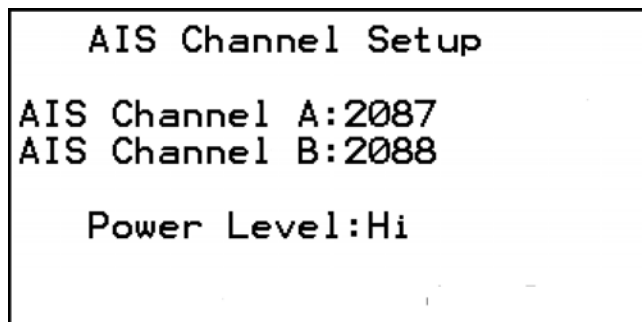 AIS Channel Setup
AIS Channel A:2087
AIS Channel B:2088
Power Level:Hi